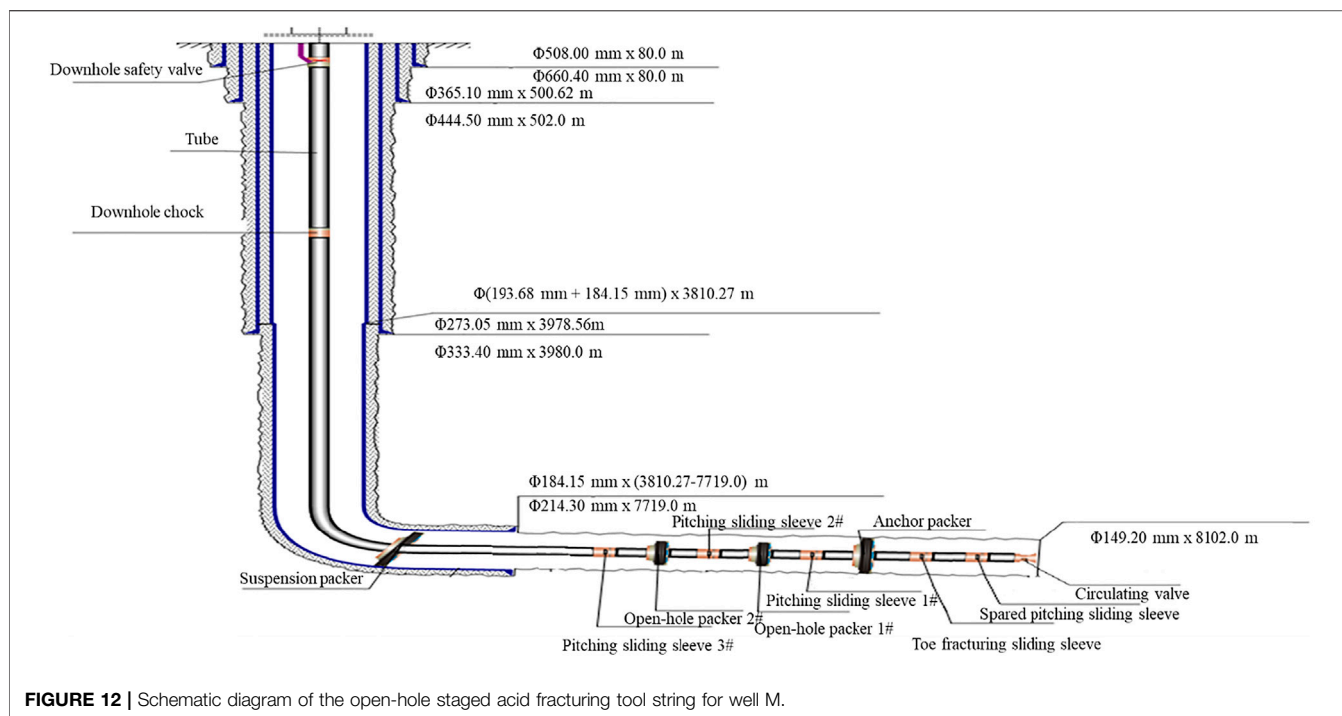 Φ508.00 mm x 80.0 m
Downhole safety valve
Φ660.40 mm x 80.0 m
Φ365.10 mm x 500.62 m
Φ444.50 mm x 502.0 m
Tube
Downhole chock
Φ(193.68 mm + 184.15 mm) x 3810.27 m
Φ273.05 mm x 3978.56m
Φ333.40 mm x 3980.0 m
Φ184.15 mm x (3810.27-7719.0) m
Φ214.30 mm x 7719.0 m
Pitching sliding sleeve 2#
Anchor packer
Φ149.20 mm x 8102.0 m
Suspension packer
Circulating valve
Pitching sliding sleeve 1#
Spared pitching sliding sleeve
Open-hole packer 2#
Open-hole packer 1#
Pitching sliding sleeve 3#
Toe fracturing sliding sleeve
FIGURE 12 | Schematic diagram of the open-hole staged acid fracturing tool string for well M.